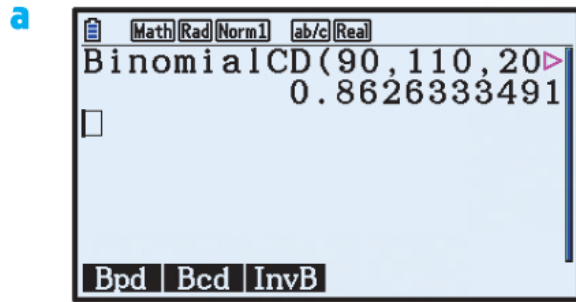 a
Math Rad Norm1 ab/c Real
BinomialCD(90,110,20▷
0.8626333491
Bpd Bcd InvB